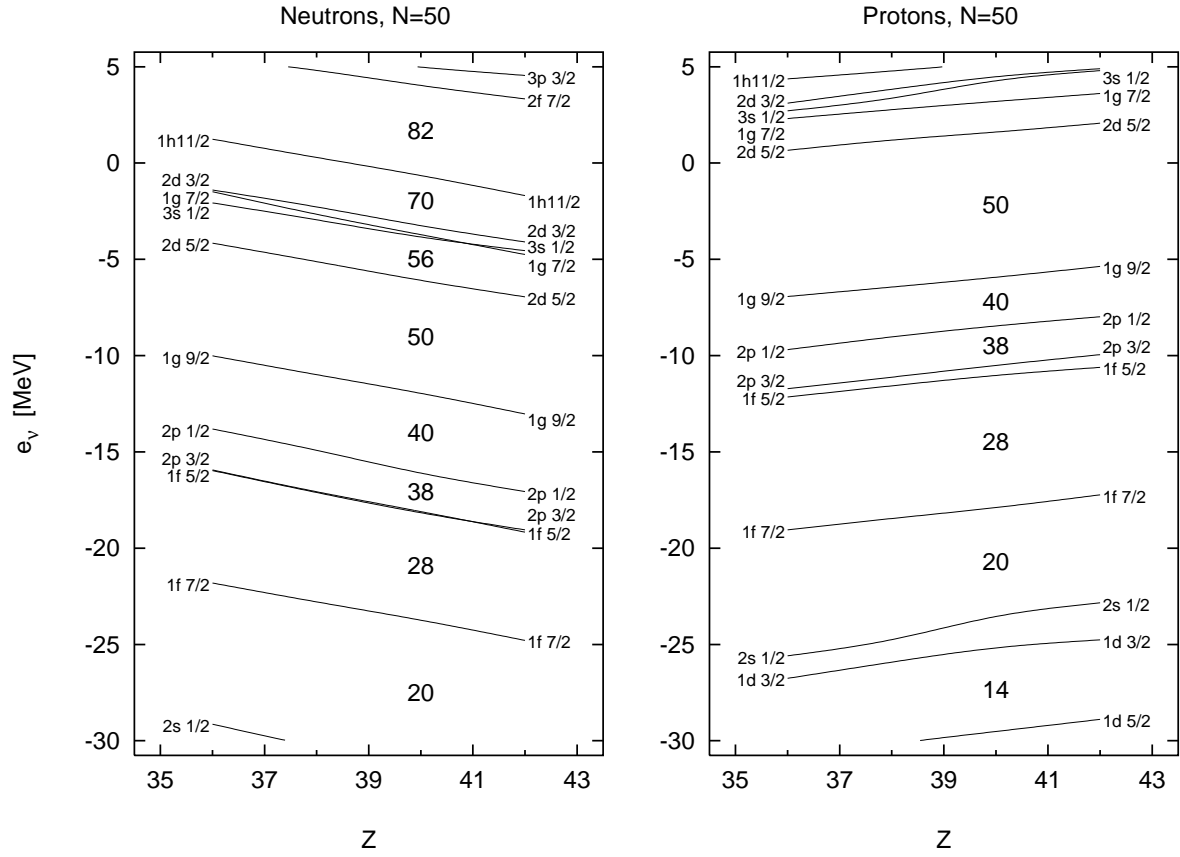 Neutrons, N=50
e_ν [MeV]
5
0
-5
-10
-15
-20
-25
-30
1h11/2
2d 3/2
1g 7/2
3s 1/2
2d 5/2
1g 9/2
2p 1/2
2p 3/2
1f 5/2
1f 7/2
2s 1/2
82
70
56
50
40
38
28
20
3p 3/2
2f 7/2
1h11/2
2d 3/2
3s 1/2
1g 7/2
2d 5/2
1g 9/2
2p 1/2
2p 3/2
1f 5/2
1f 7/2
35 37 39 41 43
Z
Protons, N=50
5
0
-5
-10
-15
-20
-25
-30
1h11/2
2d 3/2
3s 1/2
1g 7/2
2d 5/2
1g 9/2
2p 1/2
2p 3/2
1f 5/2
1f 7/2
2s 1/2
1d 3/2
50
40
38
28
20
14
3s 1/2
1g 7/2
2d 5/2
1g 9/2
2p 1/2
2p 3/2
1f 5/2
1f 7/2
2s 1/2
1d 3/2
1d 5/2
35 37 39 41 43
Z